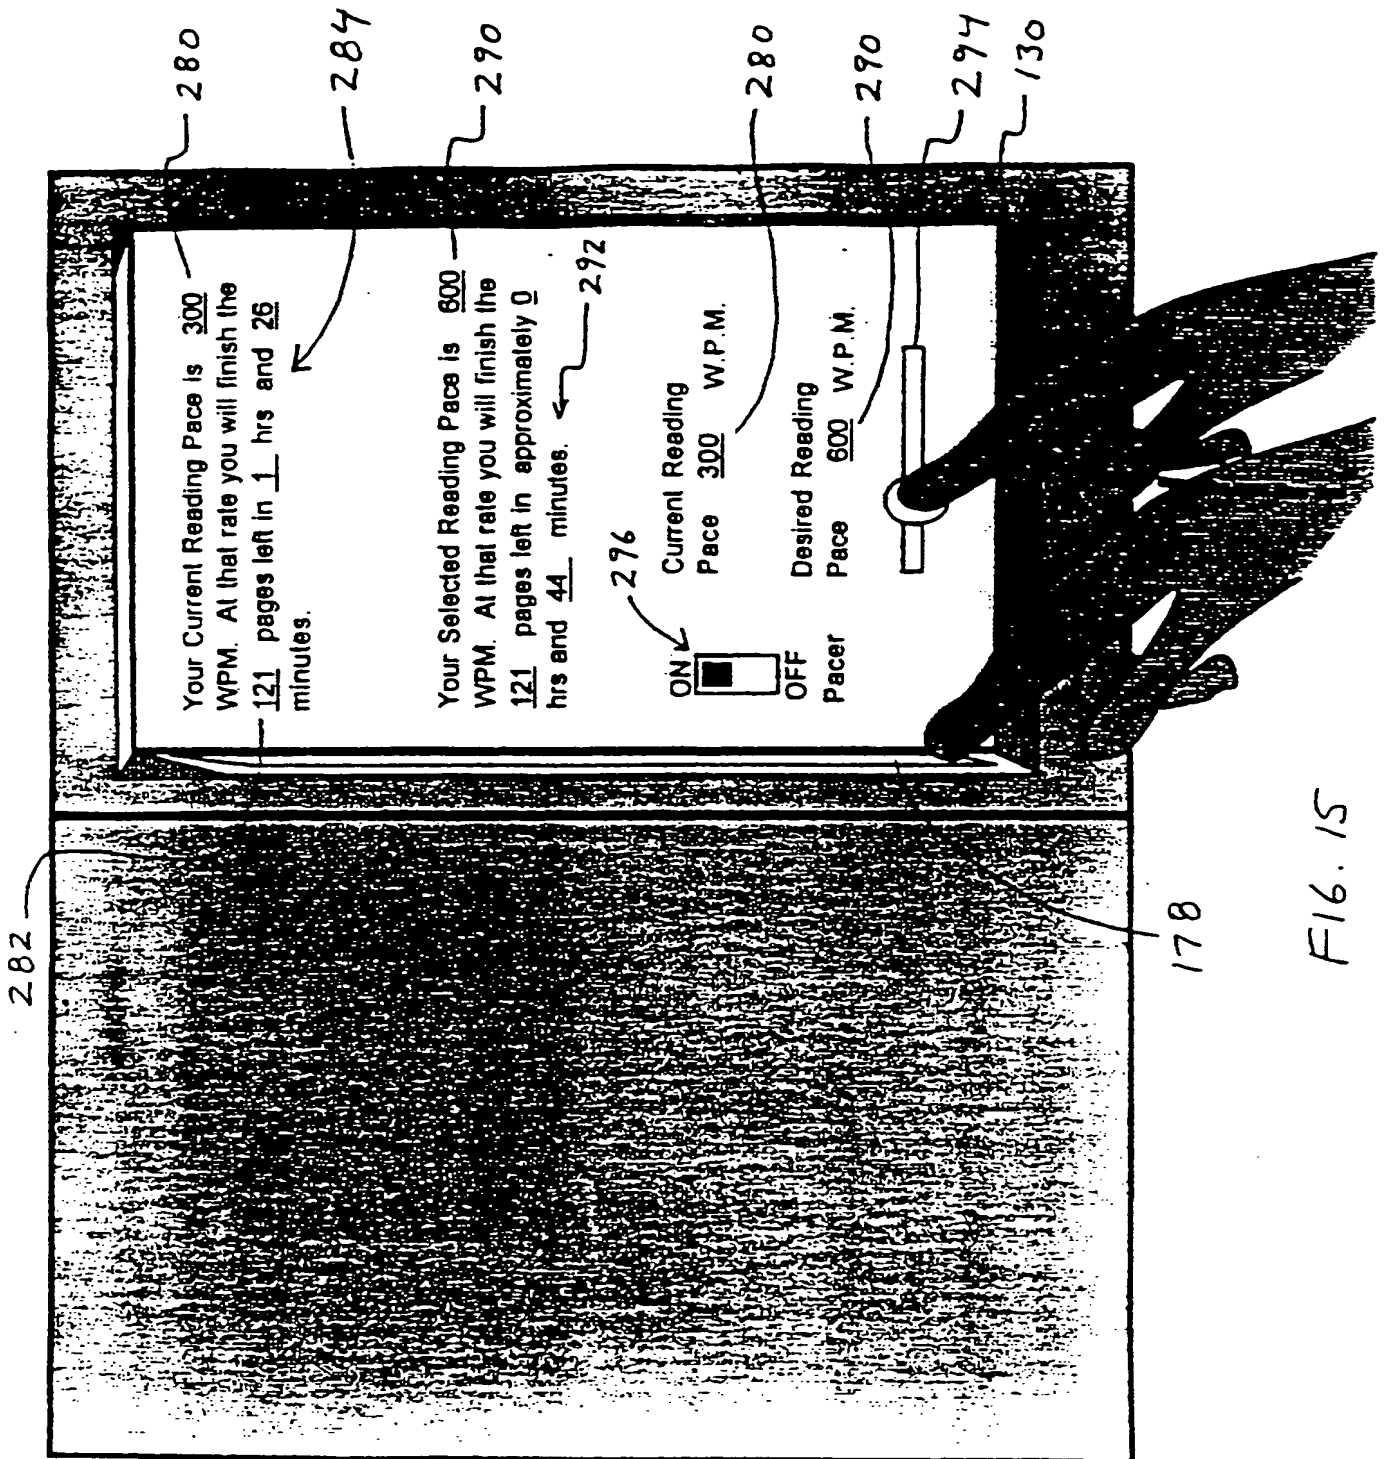 282
Your Current Reading Pace is 300
WPM. At that rate you will finish the
121 pages left in 1 hrs and 26
minutes.
280
284
Your Selected Reading Pace is 600
WPM. At that rate you will finish the
121 pages left in approximately 0
hrs and 44 minutes.
290
292
296
ON
OFF
Pacer
Current Reading
Pace 300 W.P.M.
280
Desired Reading
Pace 600 W.P.M.
290
294
130
178
FIG. 15